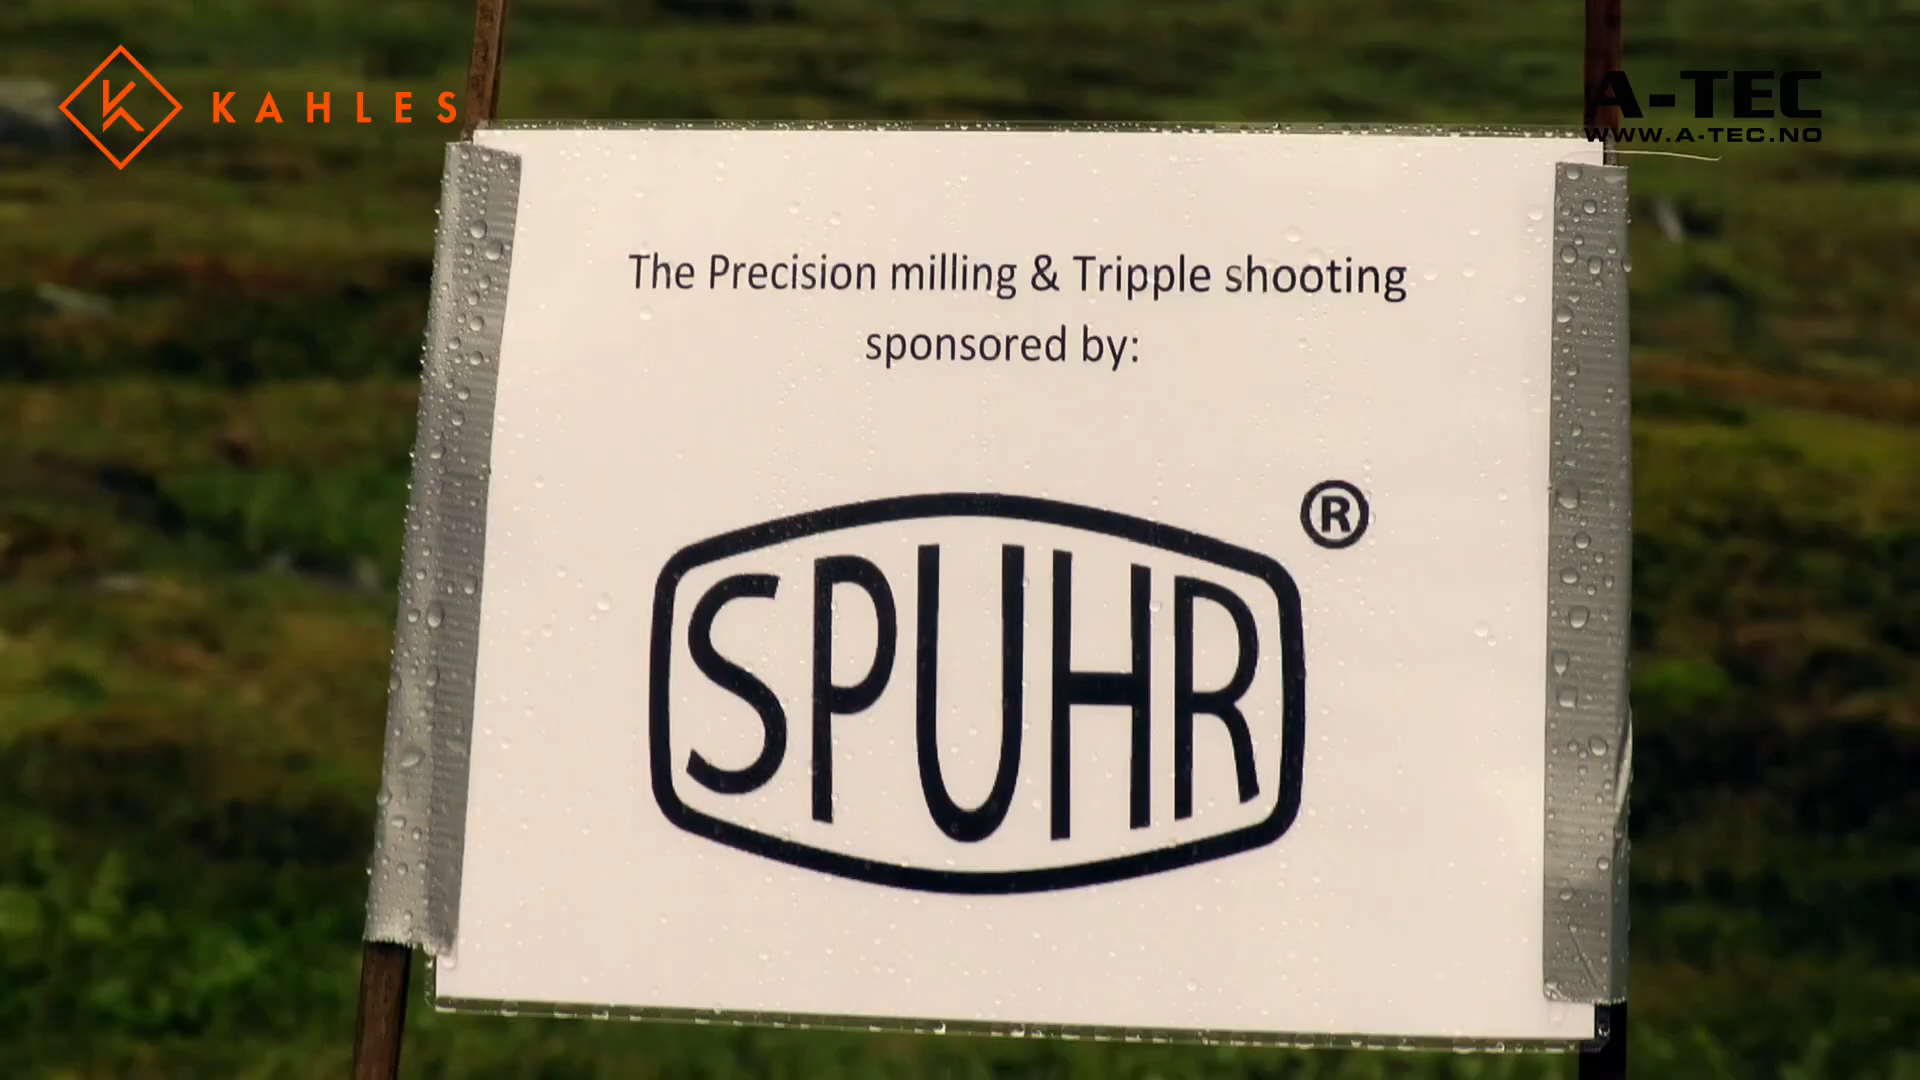 KAHLES
A-TEC
WWW.A-TEC.NO
The Precision milling & Tripple shooting
sponsored by:
SPUHR®